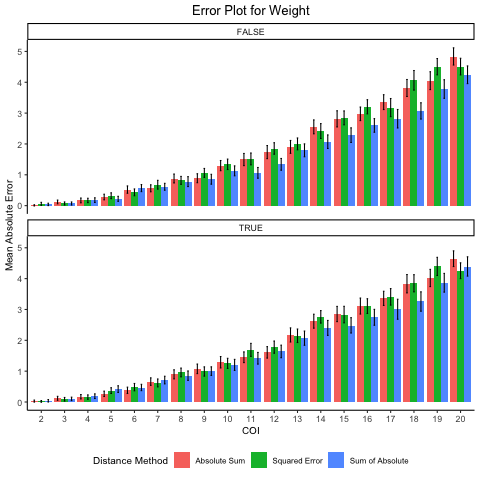 Error Plot for Weight
FALSE
5
4
3
2
1
0
TRUE
5
4
3
2
1
0
Mean Absolute Error
2 3 4 5 6 7 8 9 10 11 12 13 14 15 16 17 18 19 20
COI
Distance Method Absolute Sum Squared Error Sum of Absolute